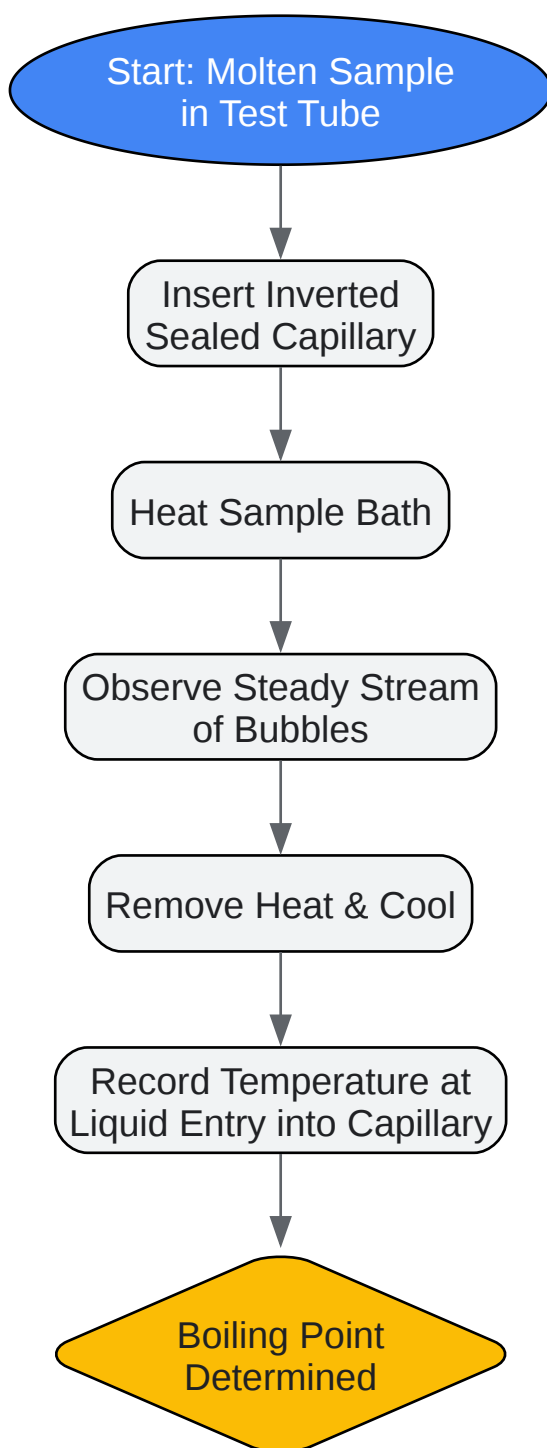 Start: Molten Sample
in Test Tube
Insert Inverted
Sealed Capillary
Heat Sample Bath
Observe Steady Stream
of Bubbles
Remove Heat & Cool
Record Temperature at
Liquid Entry into Capillary
Boiling Point
Determined